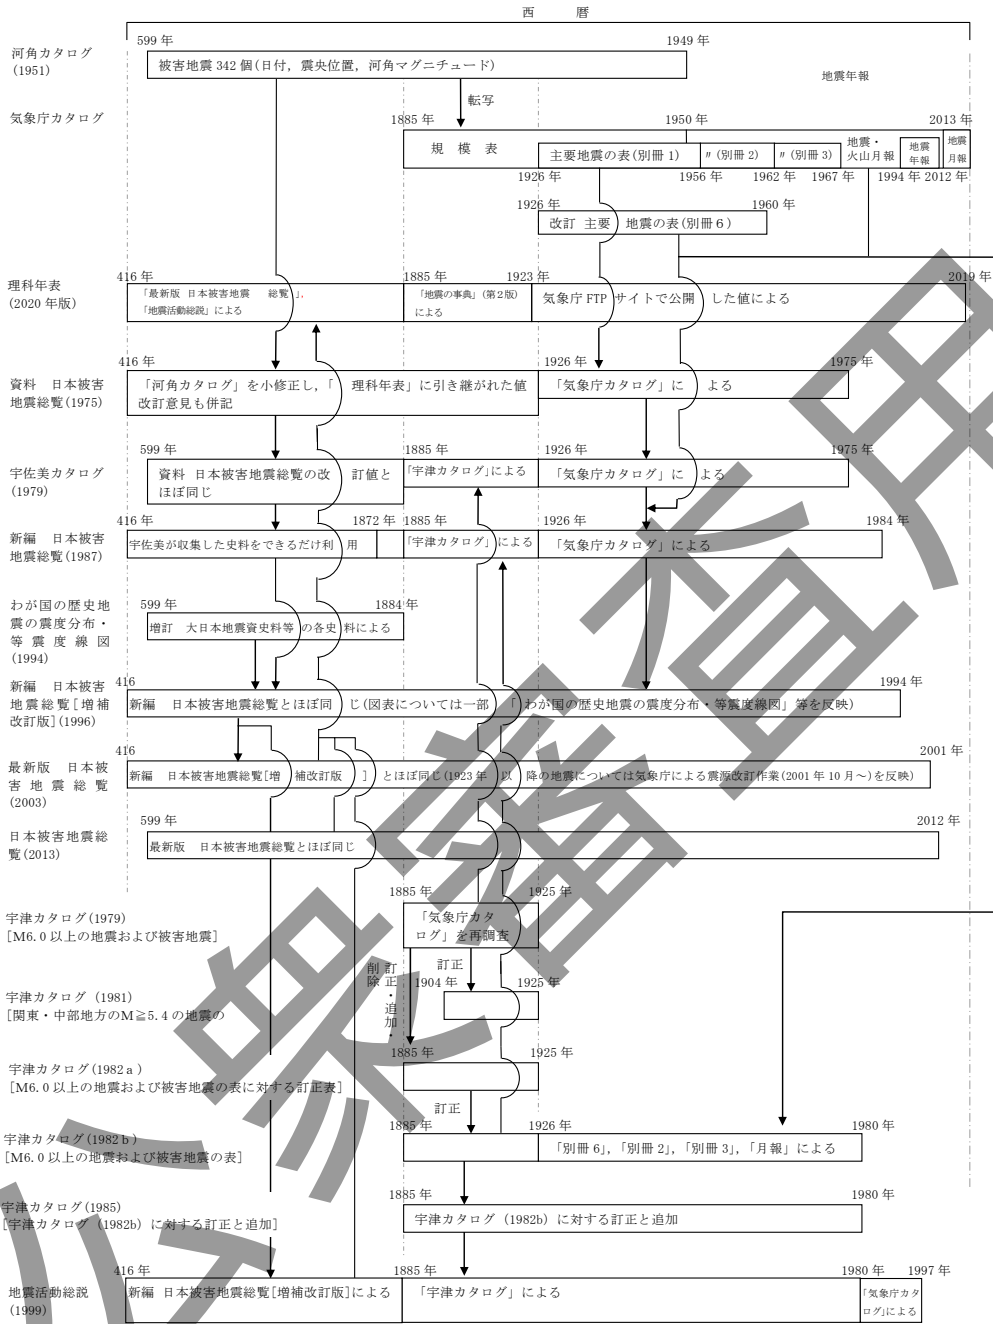 西 暦
599 年
1949 年
河角カタログ
(1951)
被害地震 342 個(日付, 震央位置, 河角マグニチュード)
地震年報
転写
気象庁カタログ
1885 年
1950 年
2013 年
規 模 表
主要地震の表(別冊 1)
〃(別冊 2)
〃(別冊 3)
地震・
火山月報
地震
年報
地震
月報
1926 年
1956 年
1962 年
1967 年
1994 年
2012 年
1926 年
1960 年
改訂 主要 地震の表(別冊 6)
理科年表
(2020 年版)
416 年
1885 年
1923 年
2019 年
「最新版 日本被害地震 総覧」,
「地震活動総説」による
「地震の事典」(第2版)
による
気象庁 FTP サイトで公開 した値による
416 年
1926 年
1975 年
資料 日本被害
地震総覧(1975)
「河角カタログ」を小修正し,「 理科年表」に引き継がれた値
改訂意見も併記
「気象庁カタログ」に よる
599 年
1885 年
1926 年
1975 年
宇佐美カタログ
(1979)
資料 日本被害地震総覧の改 訂値と
ほぼ同じ
「宇津カタログ」による
「気象庁カタログ」に よる
416 年
1872 年
1885 年
1926 年
1984 年
新編 日本被害
地震総覧(1987)
宇佐美が収集した史料をできるだけ利 用
「宇津カタログ」による
「気象庁カタログ」による
わが国の歴史地
震の震度分布・
等震度線図
(1994)
599 年
1884 年
増訂 大日本地震資史料等 の各史 料による
新編 日本被害
地震総覧[増補
改訂版](1996)
416
1994 年
新編 日本被害地震総覧とほぼ同 じ(図表については一部 「わが国の歴史地震の震度分布・等震度線図」等を反映)
最新版 日本被
害地震総覧
(2003)
416
2001 年
新編 日本被害地震総覧[増 補改訂版 ] とほぼ同じ(1923 年 以 降の地震については気象庁による震源改訂作業(2001 年 10 月～)を反映)
日本被害地震総
覧(2013)
599 年
2012 年
最新版 日本被害地震総覧とほぼ同じ
1885 年
1925 年
宇津カタログ(1979)
[M6.0 以上の地震および被害地震]
「気象庁カタ
ログ」を再調査
訂正・追加・
削除
訂正
1904 年
1925 年
宇津カタログ (1981)
[関東・中部地方のM≧5.4 の地震の
1885 年
1925 年
宇津カタログ(1982a)
[M6.0 以上の地震および被害地震の表に対する訂正表]
訂正
1885 年
1926 年
1980 年
宇津カタログ(1982b)
[M6.0 以上の地震および被害地震の表]
「別冊 6」,「別冊 2」,「別冊 3」,「月報」による
1885 年
1980 年
宇津カタログ(1985)
[宇津カタログ (1982b) に対する訂正と追加]
宇津カタログ (1982b) に対する訂正と追加
416 年
1885 年
1980 年
1997 年
地震活動総説
(1999)
新編 日本被害地震総覧[増補改訂版]による
「宇津カタログ」による
「気象庁カタ
ログ」による
公衆審査用